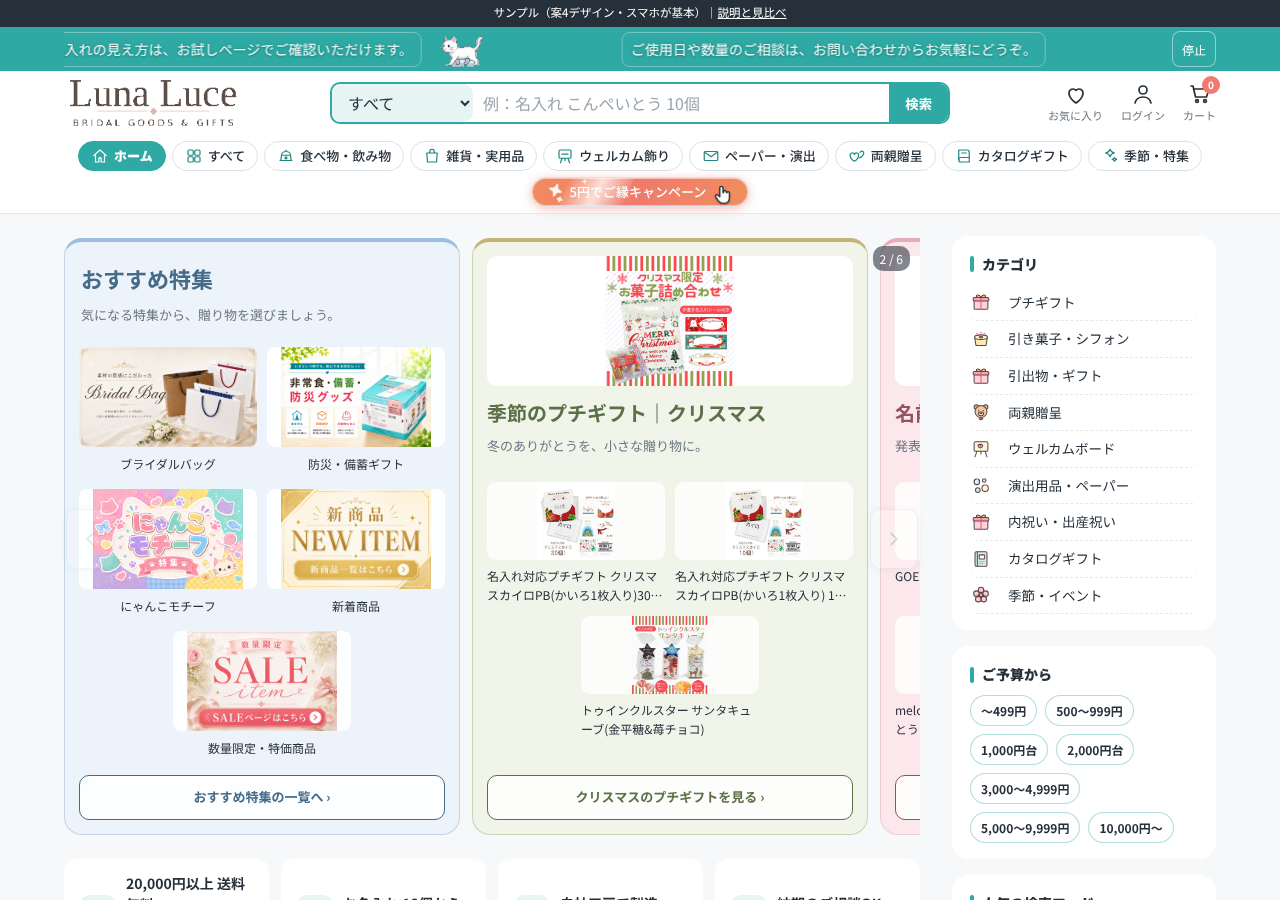 サンプル（案4デザイン・スマホが基本）｜説明と見比べ
入れの見え方は、お試しページでご確認いただけます。
ご使用日や数量のご相談は、お問い合わせからお気軽にどうぞ。
停止
Luna Luce
BRIDAL GOODS & GIFTS
すべて
例：名入れ こんぺいとう 10個
検索
お気に入り
ログイン
0
カート
ホーム
すべて
食べ物・飲み物
雑貨・実用品
ウェルカム飾り
ペーパー・演出
両親贈呈
カタログギフト
季節・特集
5円でご縁キャンペーン
おすすめ特集
気になる特集から、贈り物を選びましょう。
Bridal Bag
ブライダルバッグ
非常食・備蓄・
防災グッズ
防災・備蓄ギフト
にゃんこ
モチーフ
特集
にゃんこモチーフ
新商品
NEW ITEM
新商品一覧はこちら
新着商品
数量限定
SALE
item
SALEページはこちら
数量限定・特価商品
おすすめ特集の一覧へ ›
クリスマス限定
お菓子詰め合わせ
MERRY
Christmas
季節のプチギフト｜クリスマス
冬のありがとうを、小さな贈り物に。
名入れ対応プチギフト クリスマ
スカイロPB(かいろ1枚入り)30…
名入れ対応プチギフト クリスマ
スカイロPB(かいろ1枚入り) 1…
トゥインクルスター
サンタキューブ
トゥインクルスター サンタキュ
ーブ(金平糖&苺チョコ)
クリスマスのプチギフトを見る ›
2 / 6
名前
発表
GOE
melo
とう
カテゴリ
プチギフト
引き菓子・シフォン
引出物・ギフト
両親贈呈
ウェルカムボード
演出用品・ペーパー
内祝い・出産祝い
カタログギフト
季節・イベント
ご予算から
～499円
500～999円
1,000円台
2,000円台
3,000～4,999円
5,000～9,999円
10,000円～
20,000円以上 送料